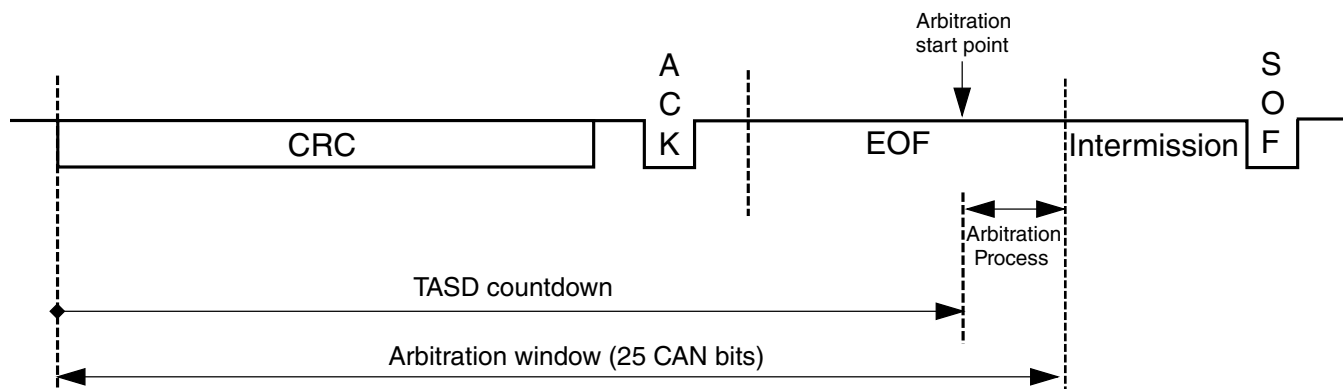 Arbitration
start point
A
C
K
S
O
F
CRC
EOF
Intermission
Arbitration
Process
TASD countdown
Arbitration window (25 CAN bits)